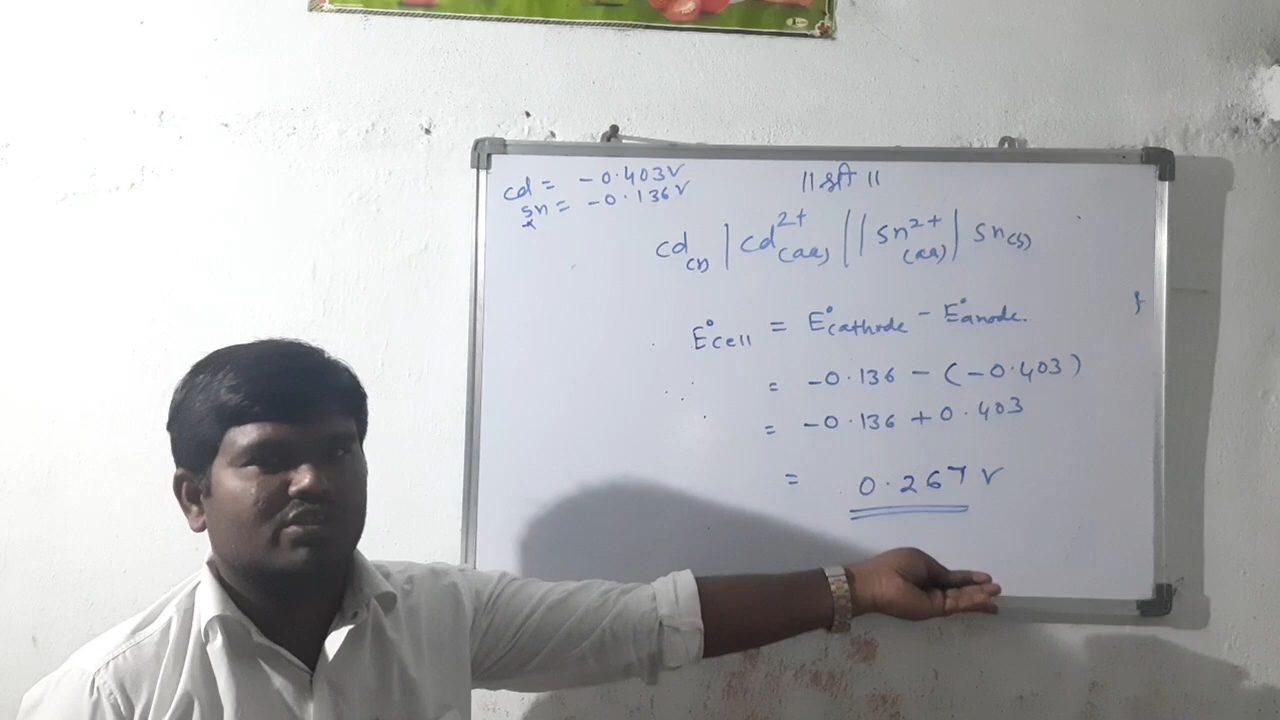 cd = -0.403V
sn = -0.136V
॥ श्री ॥
cd(s) | cd²⁺(aq) || sn²⁺(aq) | sn(s)
E°cell = E°cathode - E°anode.
= -0.136 - (-0.403)
= -0.136 + 0.403
= 0.267 V